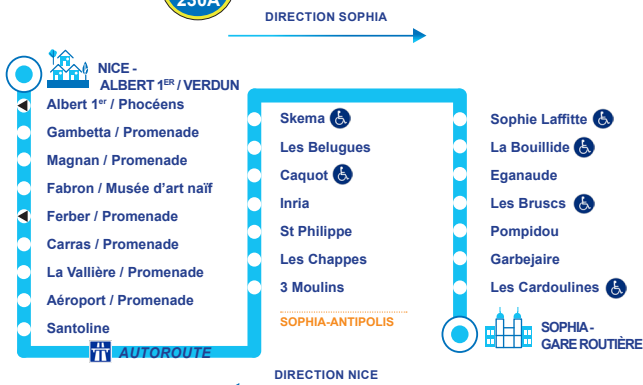 230A
DIRECTION SOPHIA
NICE -
ALBERT 1ER / VERDUN
Albert 1er / Phocéens
Gambetta / Promenade
Magnan / Promenade
Fabron / Musée d'art naïf
Ferber / Promenade
Carras / Promenade
La Vallière / Promenade
Aéroport / Promenade
Santoline
AUTOROUTE
Skema
Les Belugues
Caquot
Inria
St Philippe
Les Chappes
3 Moulins
SOPHIA-ANTIPOLIS
Sophie Laffitte
La Bouillide
Eganaude
Les Bruscs
Pompidou
Garbejaire
Les Cardoulines
SOPHIA -
GARE ROUTIÈRE
DIRECTION NICE